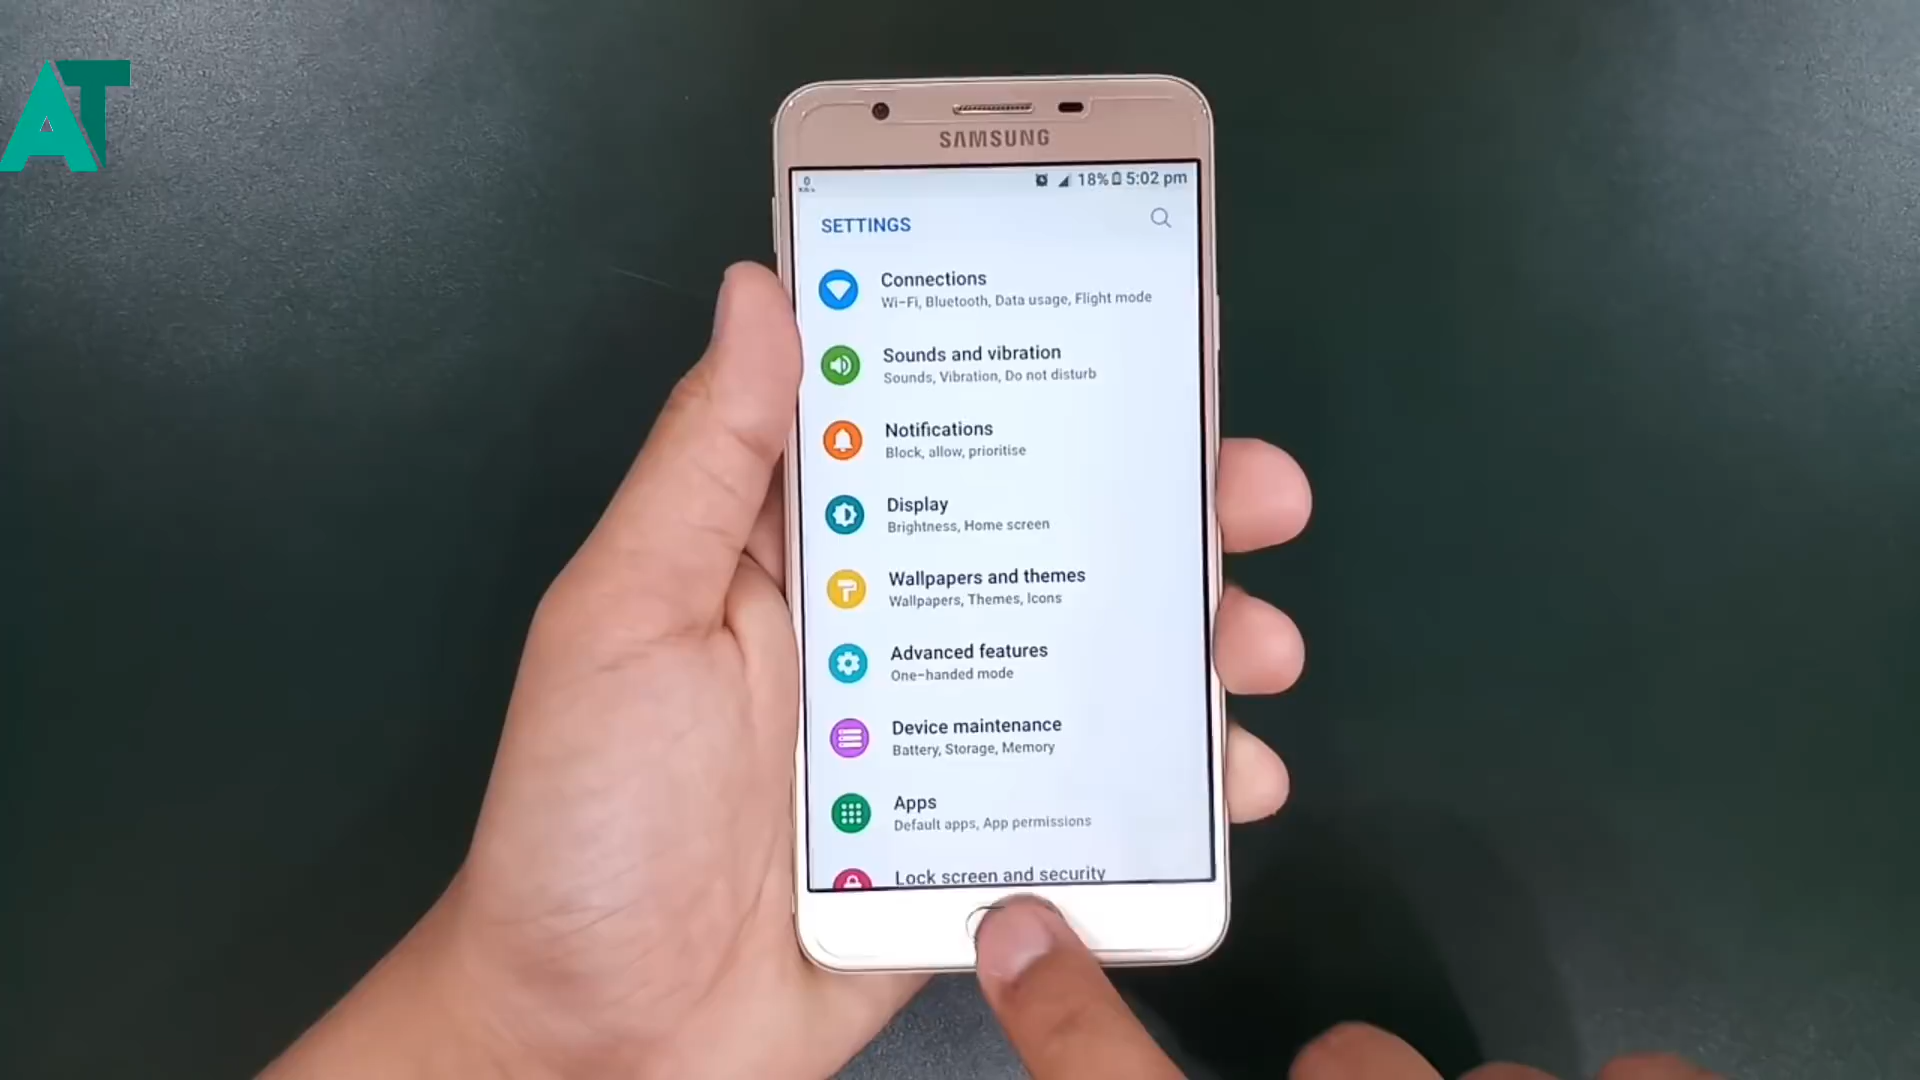 AT
SAMSUNG
18% 5:02 pm
SETTINGS
Connections
Wi-Fi, Bluetooth, Data usage, Flight mode
Sounds and vibration
Sounds, Vibration, Do not disturb
Notifications
Block, allow, prioritise
Display
Brightness, Home screen
Wallpapers and themes
Wallpapers, Themes, Icons
Advanced features
One-handed mode
Device maintenance
Battery, Storage, Memory
Apps
Default apps, App permissions
Lock screen and security